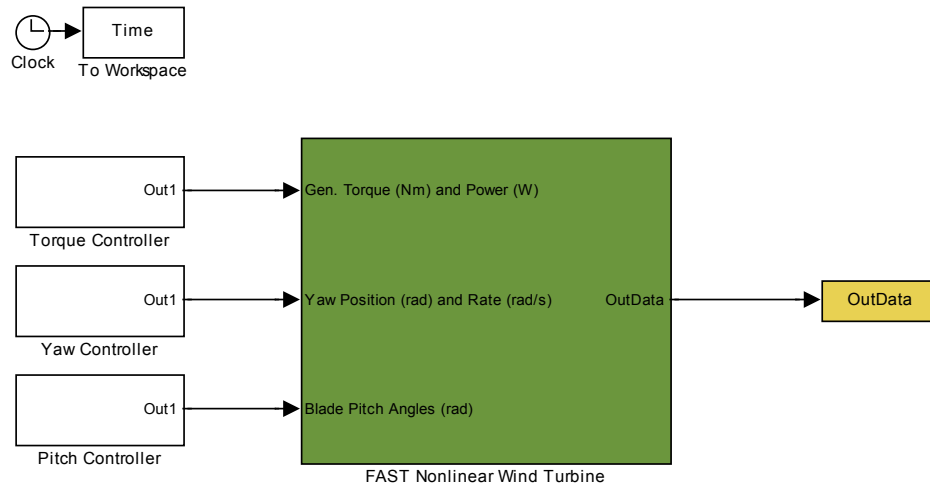 Time
Clock
To Workspace
Out1
Gen. Torque (Nm) and Power (W)
Torque Controller
Out1
Yaw Position (rad) and Rate (rad/s)
OutData
OutData
Yaw Controller
Out1
Blade Pitch Angles (rad)
Pitch Controller
FAST Nonlinear Wind Turbine